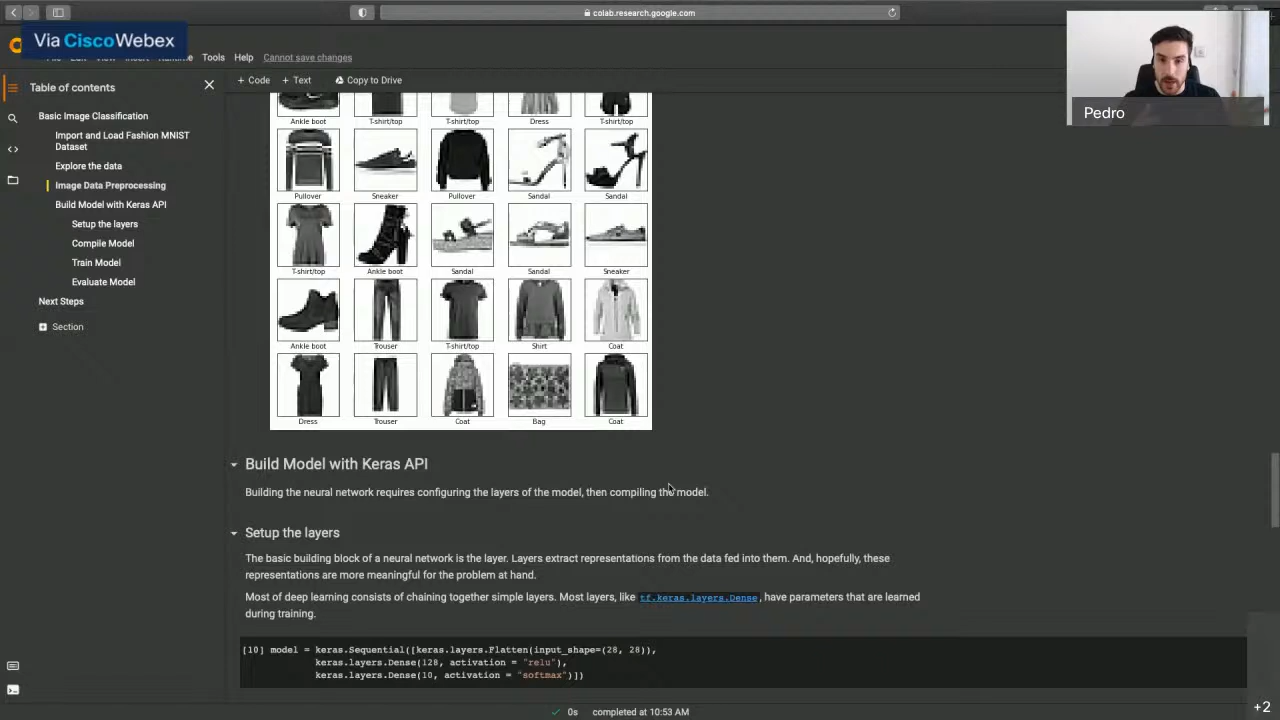 colab.research.google.com
Via CiscoWebex
Tools Help Cannot save changes
Pedro
Table of contents
+ Code + Text Copy to Drive
Basic Image Classification
Import and Load Fashion MNIST
Dataset
Explore the data
Image Data Preprocessing
Build Model with Keras API
Setup the layers
Compile Model
Train Model
Evaluate Model
Next Steps
Section
Ankle boot T-shirt/top T-shirt/top Dress T-shirt/top
Pullover Sneaker Pullover Sandal Sandal
T-shirt/top Ankle boot Sandal Sandal Sneaker
Ankle boot Trouser T-shirt/top Shirt Coat
Dress Trouser Coat Bag Coat
Build Model with Keras API
Building the neural network requires configuring the layers of the model, then compiling the model.
Setup the layers
The basic building block of a neural network is the layer. Layers extract representations from the data fed into them. And, hopefully, these
representations are more meaningful for the problem at hand.
Most of deep learning consists of chaining together simple layers. Most layers, like tf.keras.layers.Dense, have parameters that are learned
during training.
[10] model = keras.Sequential([keras.layers.Flatten(input_shape=(28, 28)),
keras.layers.Dense(128, activation = "relu"),
keras.layers.Dense(10, activation = "softmax")])
0s completed at 10:53 AM
+2